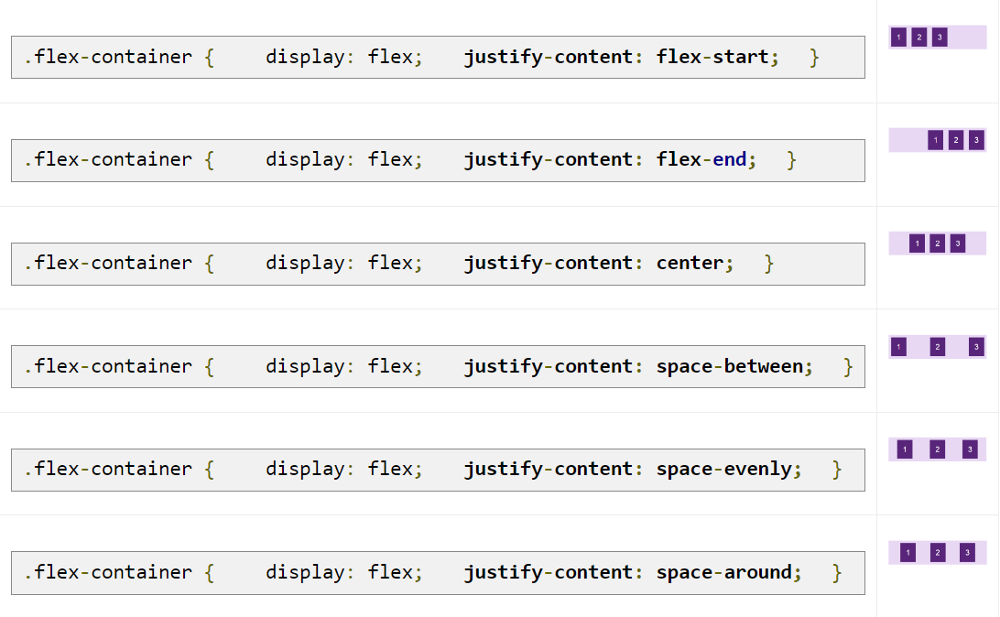 .flex-container {     display: flex;    justify-content: flex-start;   }
1 2 3
.flex-container {     display: flex;    justify-content: flex-end;   }
1 2 3
.flex-container {     display: flex;    justify-content: center;   }
1 2 3
.flex-container {     display: flex;    justify-content: space-between;   }
1 2 3
.flex-container {     display: flex;    justify-content: space-evenly;   }
1 2 3
.flex-container {     display: flex;    justify-content: space-around;   }
1 2 3